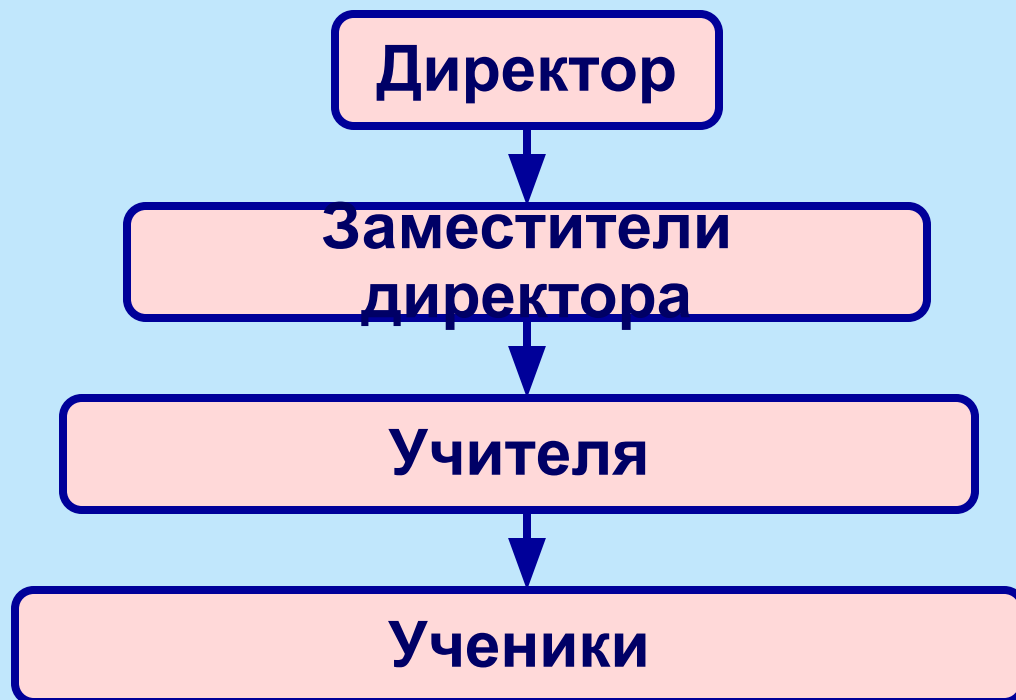 Директор
Заместители
директора
Учителя
Ученики